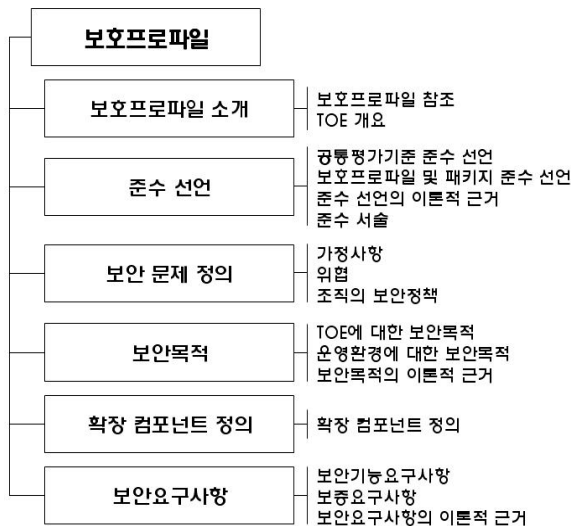 보호프로파일
보호프로파일 소개
보호프로파일 참조
TOE 개요
준수 선언
공통평가기준 준수 선언
보호프로파일 및 패키지 준수 선언
준수 선언의 이론적 근거
준수 서술
보안 문제 정의
가정사항
위협
조직의 보안정책
보안목적
TOE에 대한 보안목적
운영환경에 대한 보안목적
보안목적의 이론적 근거
확장 컴포넌트 정의
확장 컴포넌트 정의
보안요구사항
보안기능요구사항
보증요구사항
보안요구사항의 이론적 근거